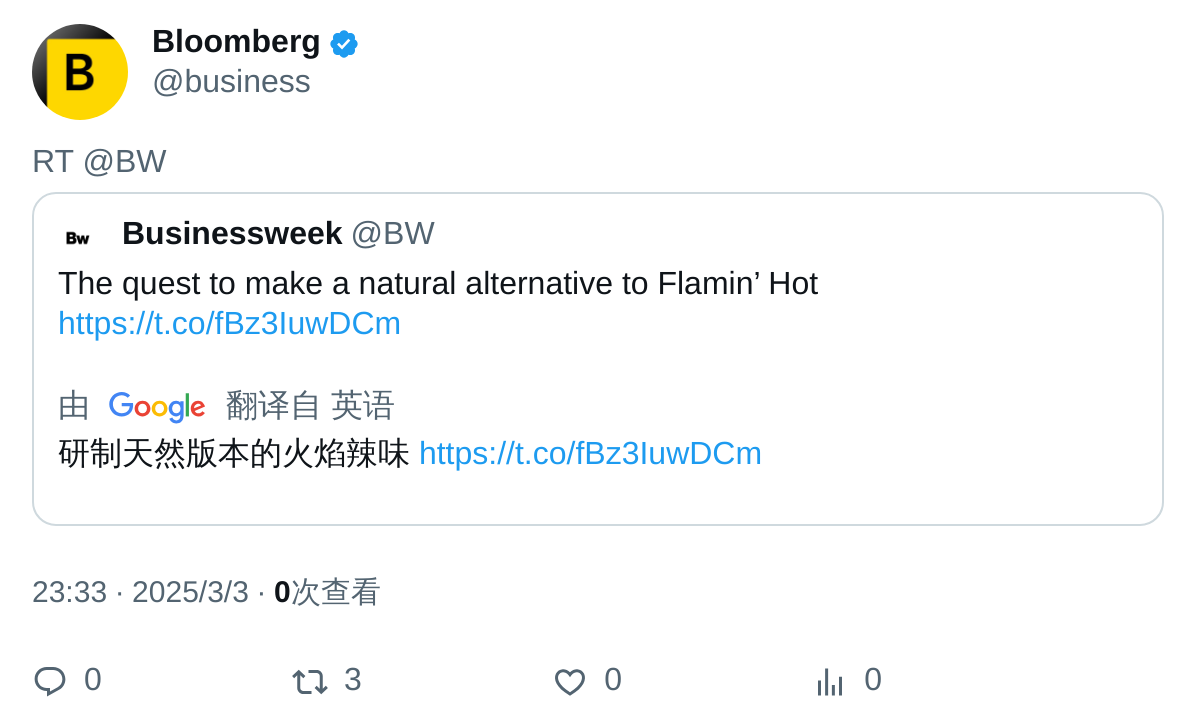 B
Bloomberg
@business
RT @BW
Bw Businessweek @BW
The quest to make a natural alternative to Flamin’ Hot
https://t.co/fBz3IuwDCm
由 Google 翻译自 英语
研制天然版本的火焰辣味 https://t.co/fBz3IuwDCm
23:33 · 2025/3/3 · 0次查看
0 3 0 0